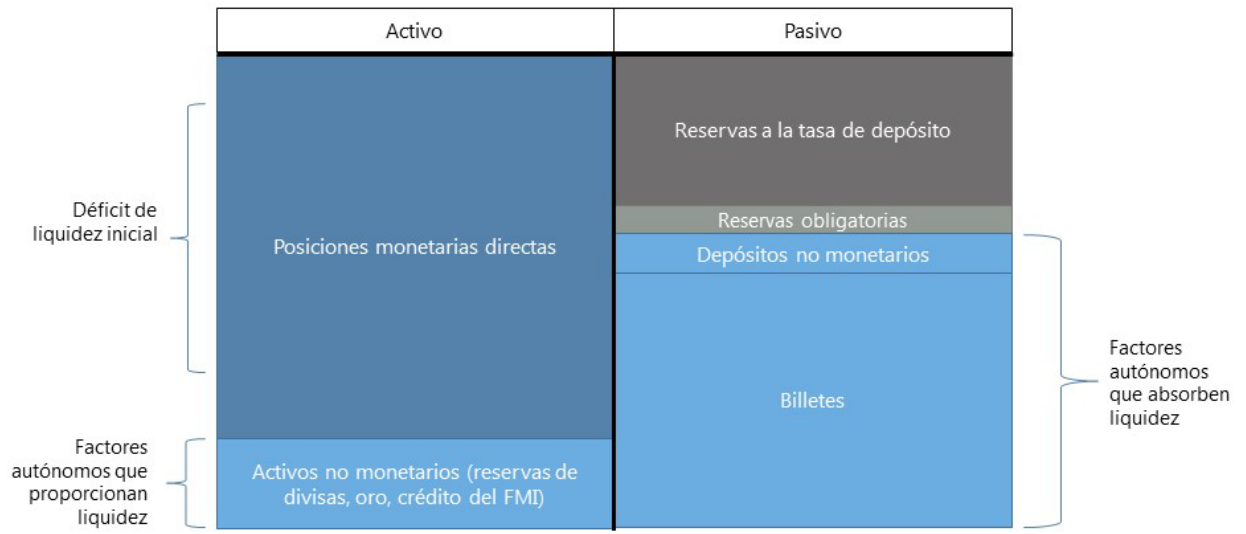 Activo
Pasivo
Reservas a la tasa de depósito
Reservas obligatorias
Déficit de
liquidez inicial
Posiciones monetarias directas
Depósitos no monetarios
Factores
autónomos
que absorben
liquidez
Billetes
Factores
autónomos que
proporcionan
liquidez
Activos no monetarios (reservas de
divisas, oro, crédito del FMI)